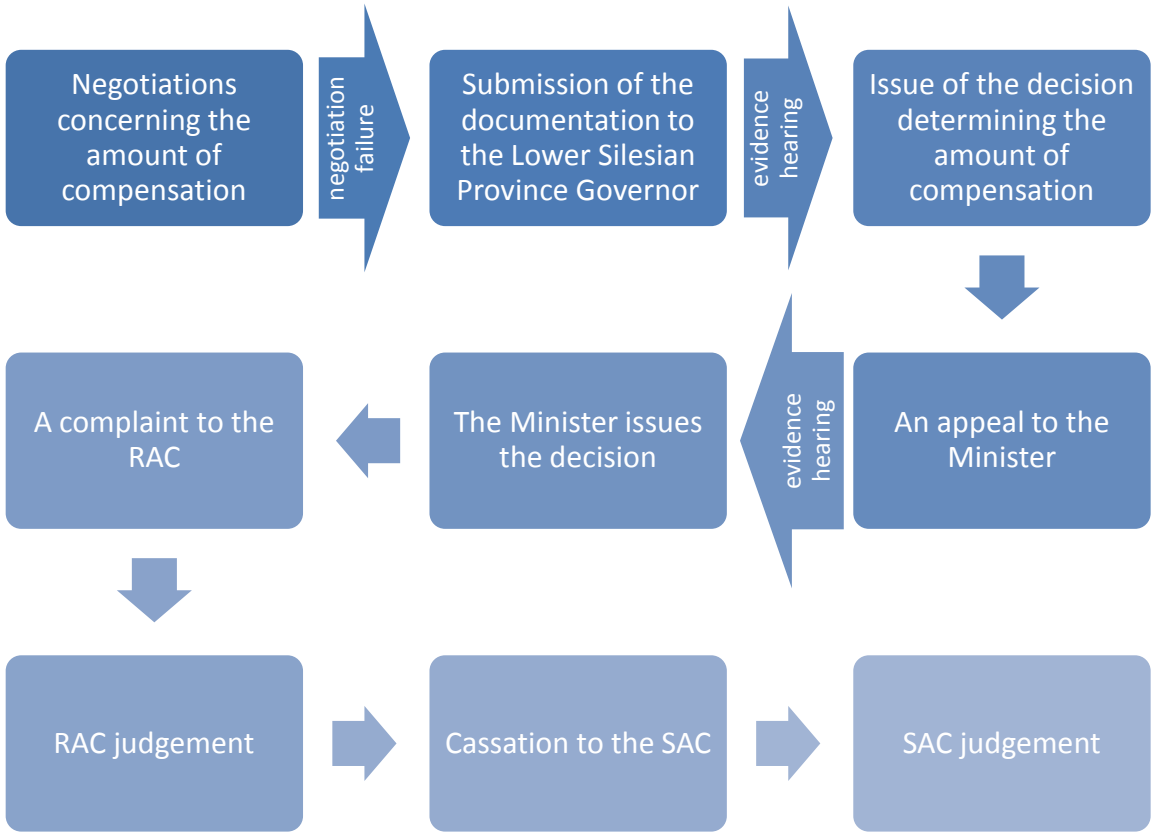 Negotiations
concerning the
amount of
compensation
negotiation
failure
Submission of the
documentation to
the Lower Silesian
Province Governor
evidence
hearing
Issue of the decision
determining the
amount of
compensation
An appeal to the
Minister
evidence
hearing
The Minister issues
the decision
A complaint to the
RAC
RAC judgement
Cassation to the SAC
SAC judgement